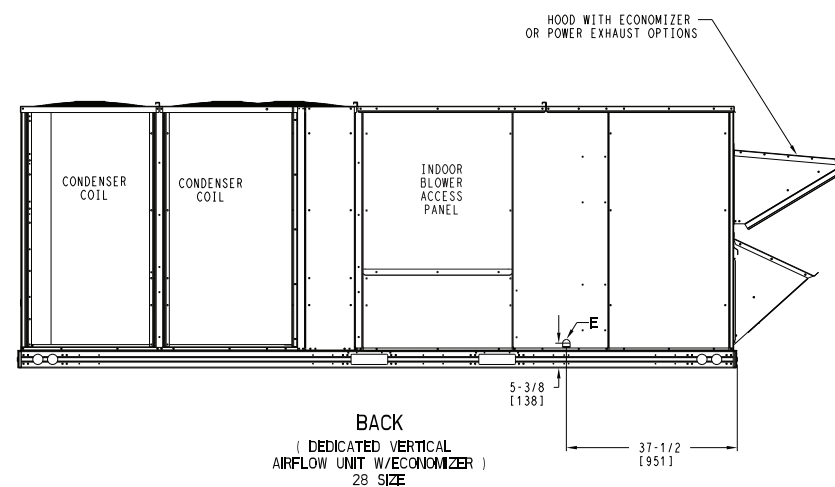 HOOD WITH ECONOMIZER
OR POWER EXHAUST OPTIONS
CONDENSER
COIL
CONDENSER
COIL
INDOOR
BLOWER
ACCESS
PANEL
E
5-3/8
[138]
37-1/2
[951]
BACK
( DEDICATED VERTICAL
AIRFLOW UNIT W/ECONOMIZER )
28 SIZE